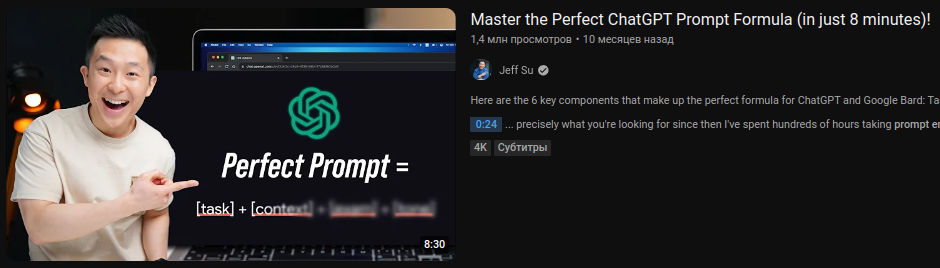 Master the Perfect ChatGPT Prompt Formula (in just 8 minutes)!
1,4 млн просмотров • 10 месяцев назад
Jeff Su
Here are the 6 key components that make up the perfect formula for ChatGPT and Google Bard: Ta
0:24 ... precisely what you're looking for since then I've spent hundreds of hours taking prompt en
4K Субтитры
Perfect Prompt =
[task] + [context] +
8:30